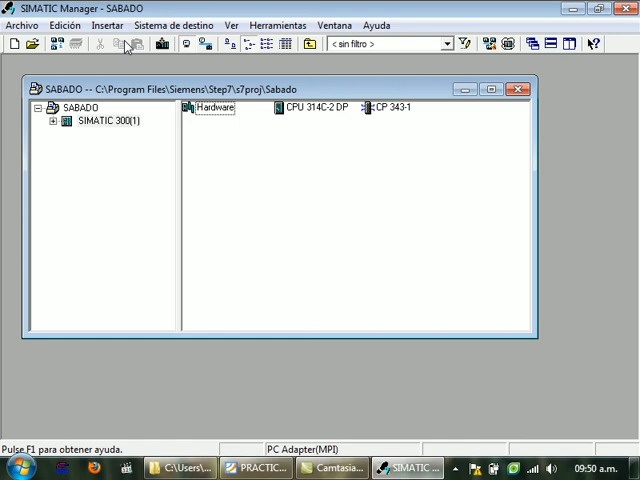 SIMATIC Manager - SABADO
Archivo Edición Insertar Sistema de destino Ver Herramientas Ventana Ayuda
< sin filtro >
SABADO -- C:\Program Files\Siemens\Step7\s7proj\Sabado
SABADO
SIMATIC 300(1)
Hardware CPU 314C-2 DP CP 343-1
Pulse F1 para obtener ayuda. PC Adapter(MPI)
C:\Users\... PRACTIC... Camtasia... SIMATIC ... 09:50 a.m.